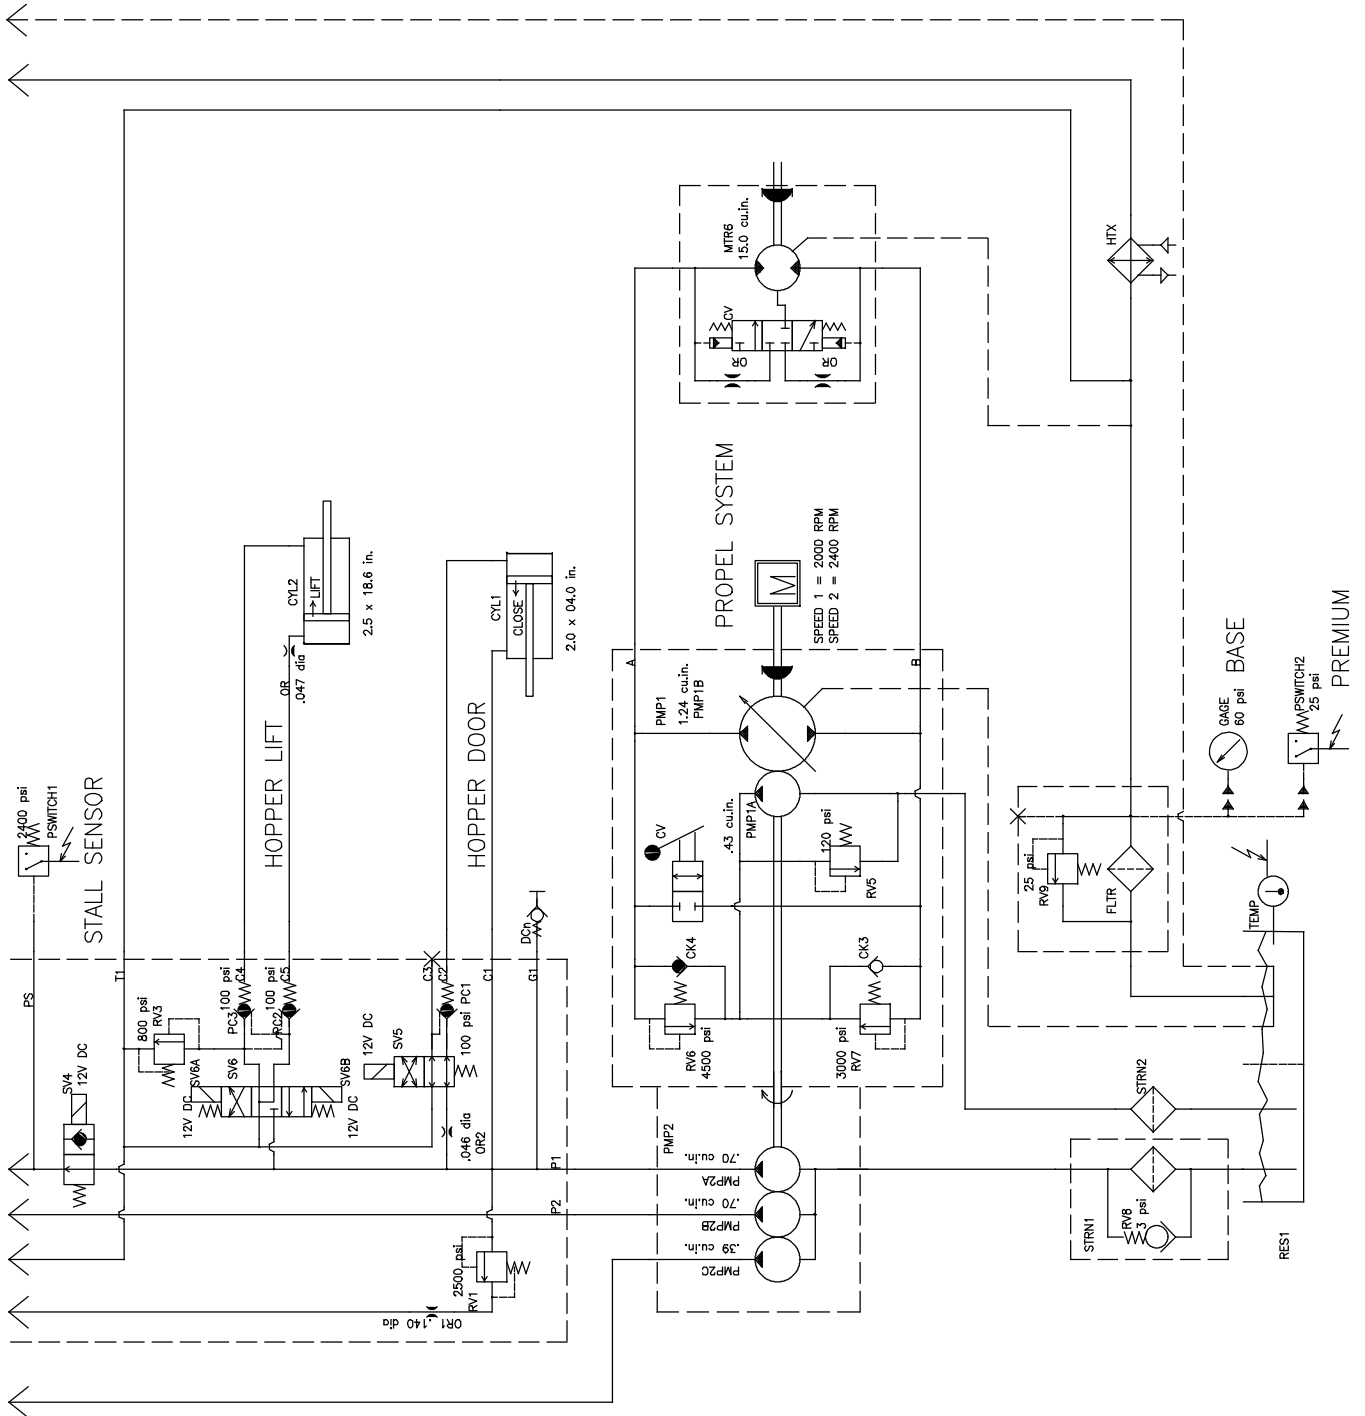 MTR6
15.0 cu.in.
HTX
CV
OR
OR
PROPEL SYSTEM
M
SPEED 1 = 2000 RPM
SPEED 2 = 2400 RPM
CYL2
LIFT
2.5 x 18.6 in.
CYL1
CLOSE
2.0 x 04.0 in.
OR
.047 dia
A
B
PMP1
1.24 cu.in.
PMP1B
HOPPER LIFT
HOPPER DOOR
STALL SENSOR
2400 psi
PSWITCH1
GAGE
60 psi
BASE
PSWITCH2
25 psi
PREMIUM
.43 cu.in.
PMP1A
CV
120 psi
RV5
25 psi
RV9
FLTR
TEMP
DCn
CK4
CK3
PS
T1
C4
C5
C3
C2
C1
G1
100 psi
PC3
100 psi
PC2
800 psi
RV3
100 psi PC1
SV4
12V DC
SV6A
SV6
SV6B
12V DC
12V DC
12V DC
SV5
RV6
4500 psi
3000 psi
RV7
STRN2
.046 dia
OR2
PMP2
P1
P2
.70 cu.in.
PMP2A
.70 cu.in.
PMP2B
.39 cu.in.
PMP2C
2500 psi
RV1
OR1 .140 dia
STRN1
RV8
3 psi
RES1